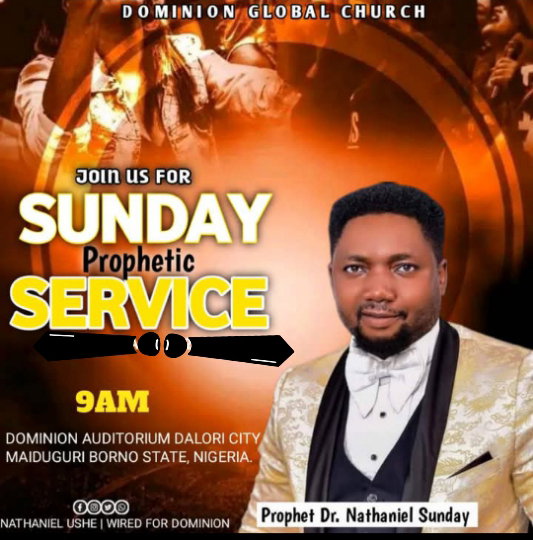 DOMINION GLOBAL CHURCH
JOIN US FOR
SUNDAY
Prophetic
SERVICE
9AM
DOMINION AUDITORIUM DALORI CITY
MAIDUGURI BORNO STATE, NIGERIA.
NATHANIEL USHE | WIRED FOR DOMINION
Prophet Dr. Nathaniel Sunday